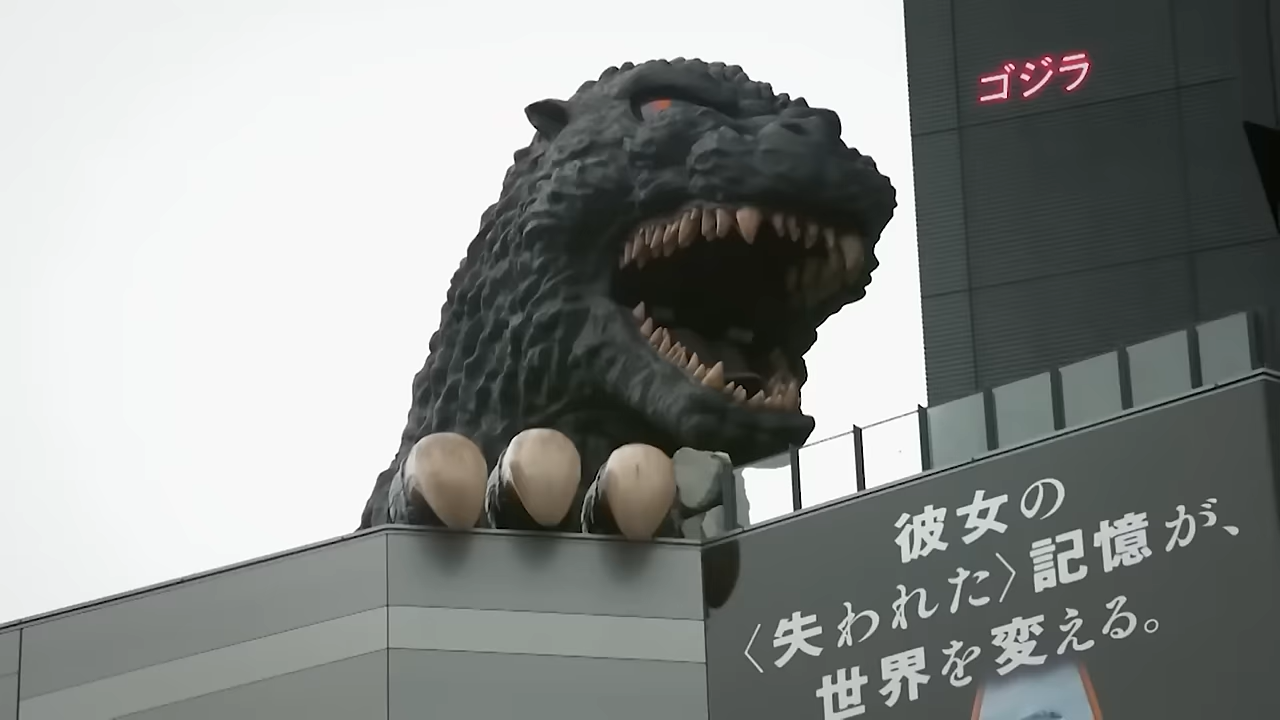 ゴジラ
彼女の
〈失われた〉記憶が、
世界を変える。